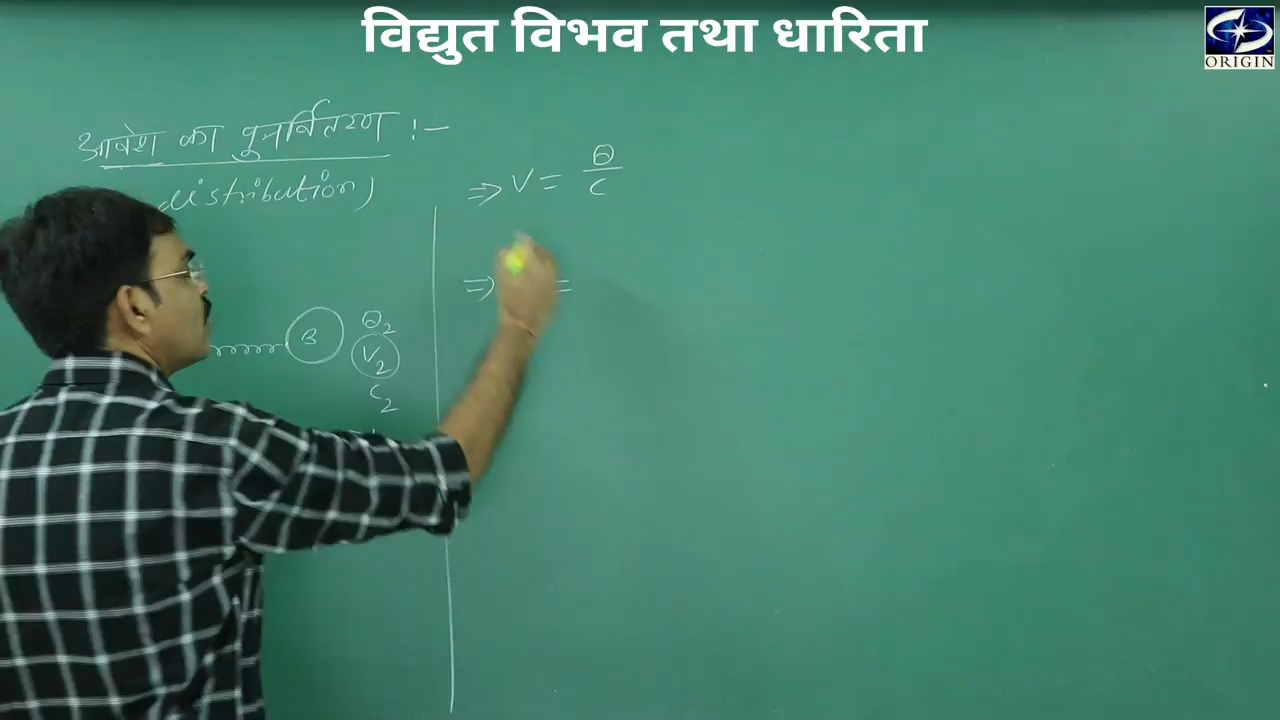 विद्युत विभव तथा धारिता
ORIGIN
आवेश का पुनर्वितरण :-
distribution)
B
Q₂
V₂
C₂
⇒ V = Q/C
⇒ =